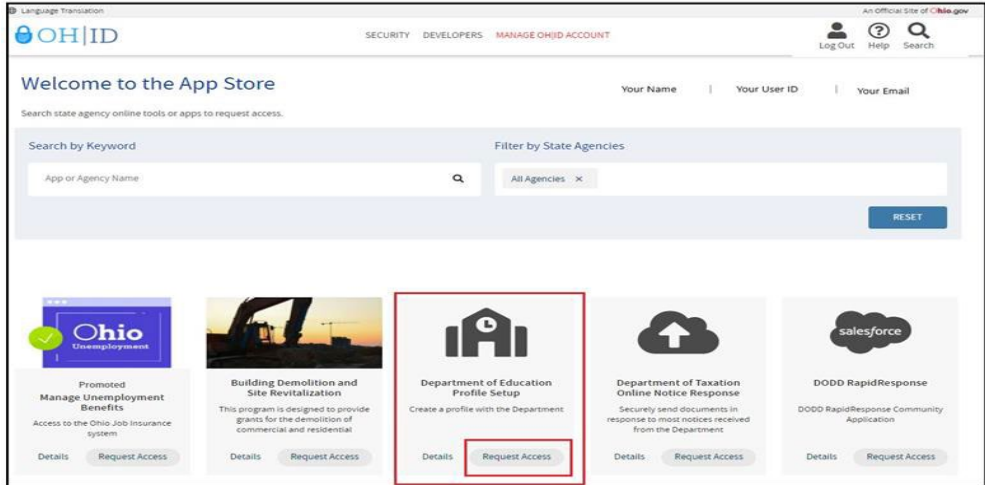 Language Translation
An Official Site of Ohio.gov
OH|ID
SECURITY DEVELOPERS MANAGE OH|ID ACCOUNT
Log Out Help Search
Welcome to the App Store
Your Name | Your User ID | Your Email
Search state agency online tools or apps to request access.
Search by Keyword
Filter by State Agencies
App or Agency Name
All Agencies ×
RESET
Ohio
Unemployment
Promoted
Manage Unemployment
Benefits
Access to the Ohio Job Insurance
system
Details Request Access
Building Demolition and
Site Revitalization
This program is designed to provide
grants for the demolition of
commercial and residential
Details Request Access
Department of Education
Profile Setup
Create a profile with the Department
Details Request Access
Department of Taxation
Online Notice Response
Securely send documents in
response to most notices received
from the Department
Details Request Access
salesforce
DODD RapidResponse
DODD RapidResponse Community
Application
Details Request Access